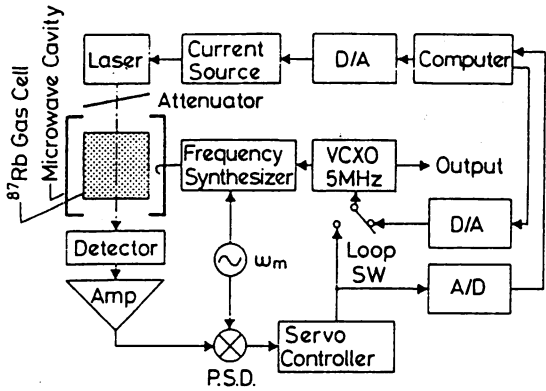 Laser
Current
Source
D/A
Computer
Attenuator
87Rb Gas Cell
Microwave Cavity
Frequency
Synthesizer
VCXO
5MHz
Output
D/A
Loop
SW
Detector
ωm
A/D
Amp
Servo
Controller
P.S.D.